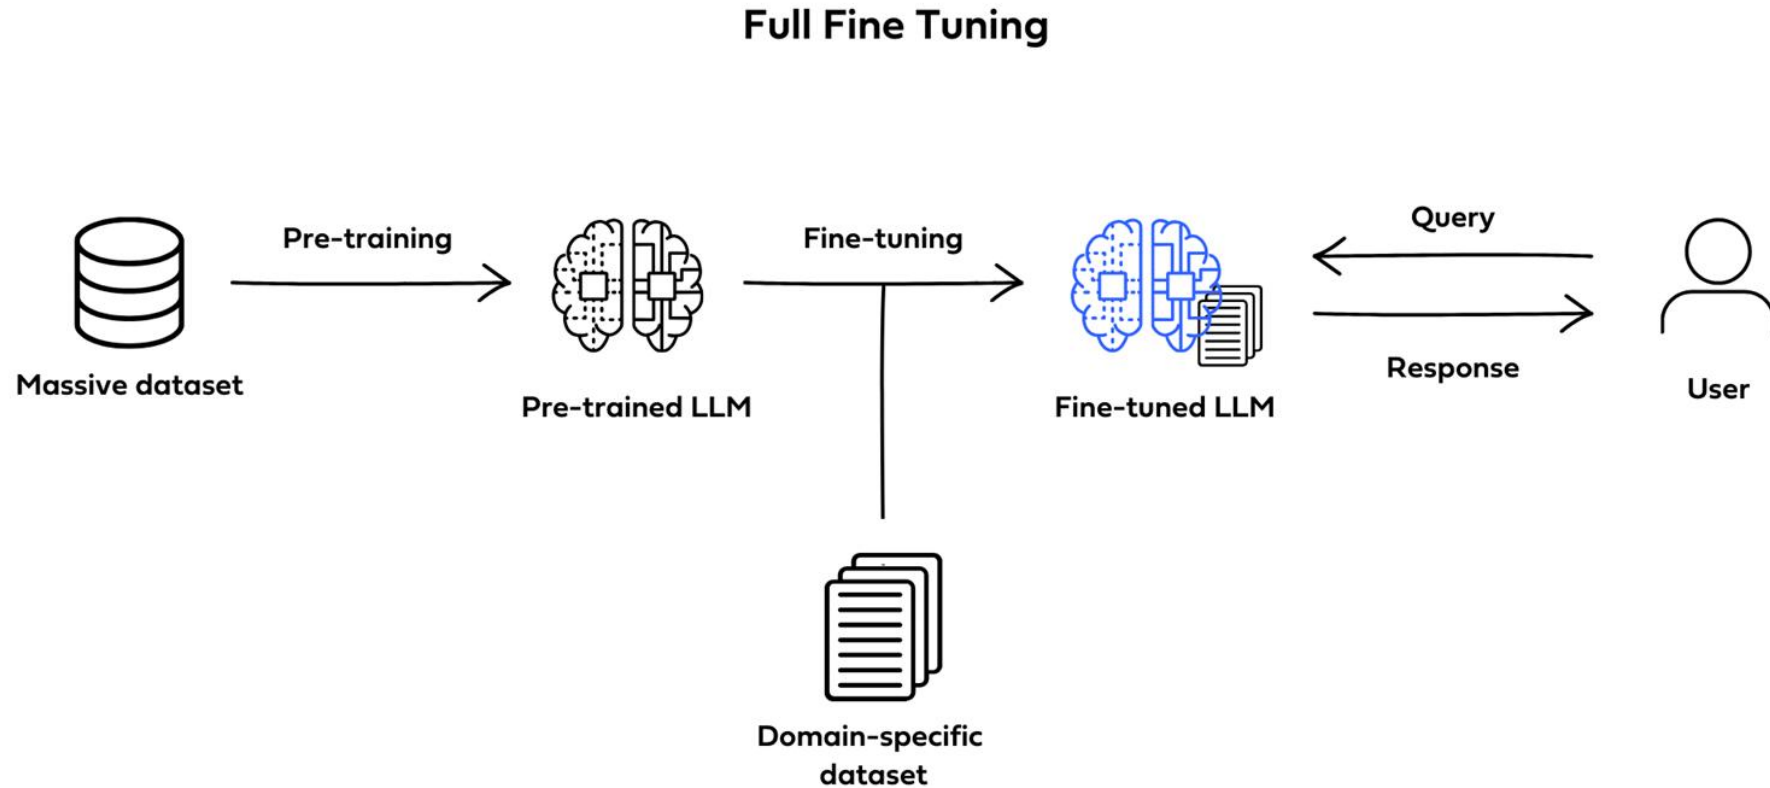 Full Fine Tuning
Pre-training
Fine-tuning
Query
Massive dataset
Pre-trained LLM
Fine-tuned LLM
Response
User
Domain-specific
dataset